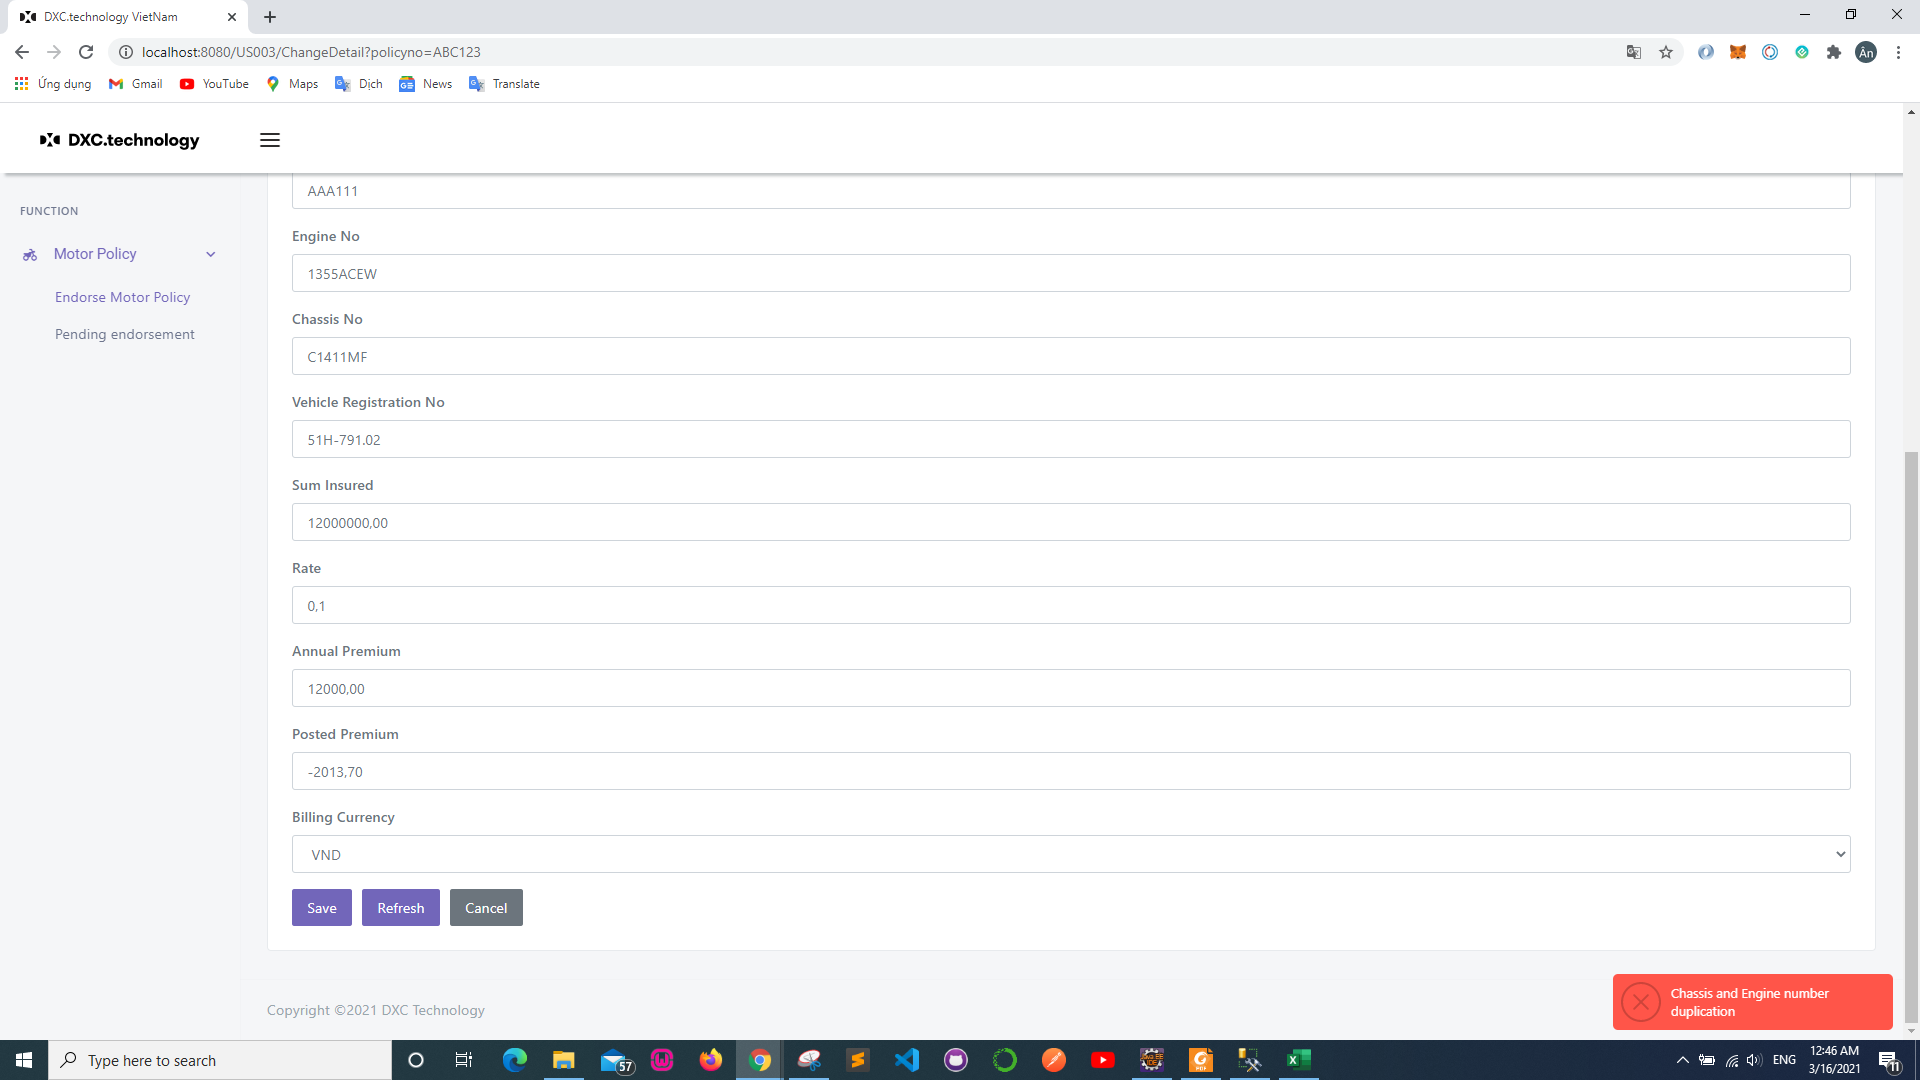 DXC.technology VietNam
localhost:8080/US003/ChangeDetail?policyno=ABC123
Ân
Ứng dụng
Gmail
YouTube
Maps
Dịch
News
Translate
DXC.technology
AAA111
FUNCTION
Motor Policy
Endorse Motor Policy
Pending endorsement
Engine No
1355ACEW
Chassis No
C1411MF
Vehicle Registration No
51H-791.02
Sum Insured
12000000,00
Rate
0,1
Annual Premium
12000,00
Posted Premium
-2013,70
Billing Currency
VND
Save
Refresh
Cancel
Copyright ©2021 DXC Technology
Chassis and Engine number
duplication
Type here to search
57
ENG
12:46 AM
3/16/2021
11